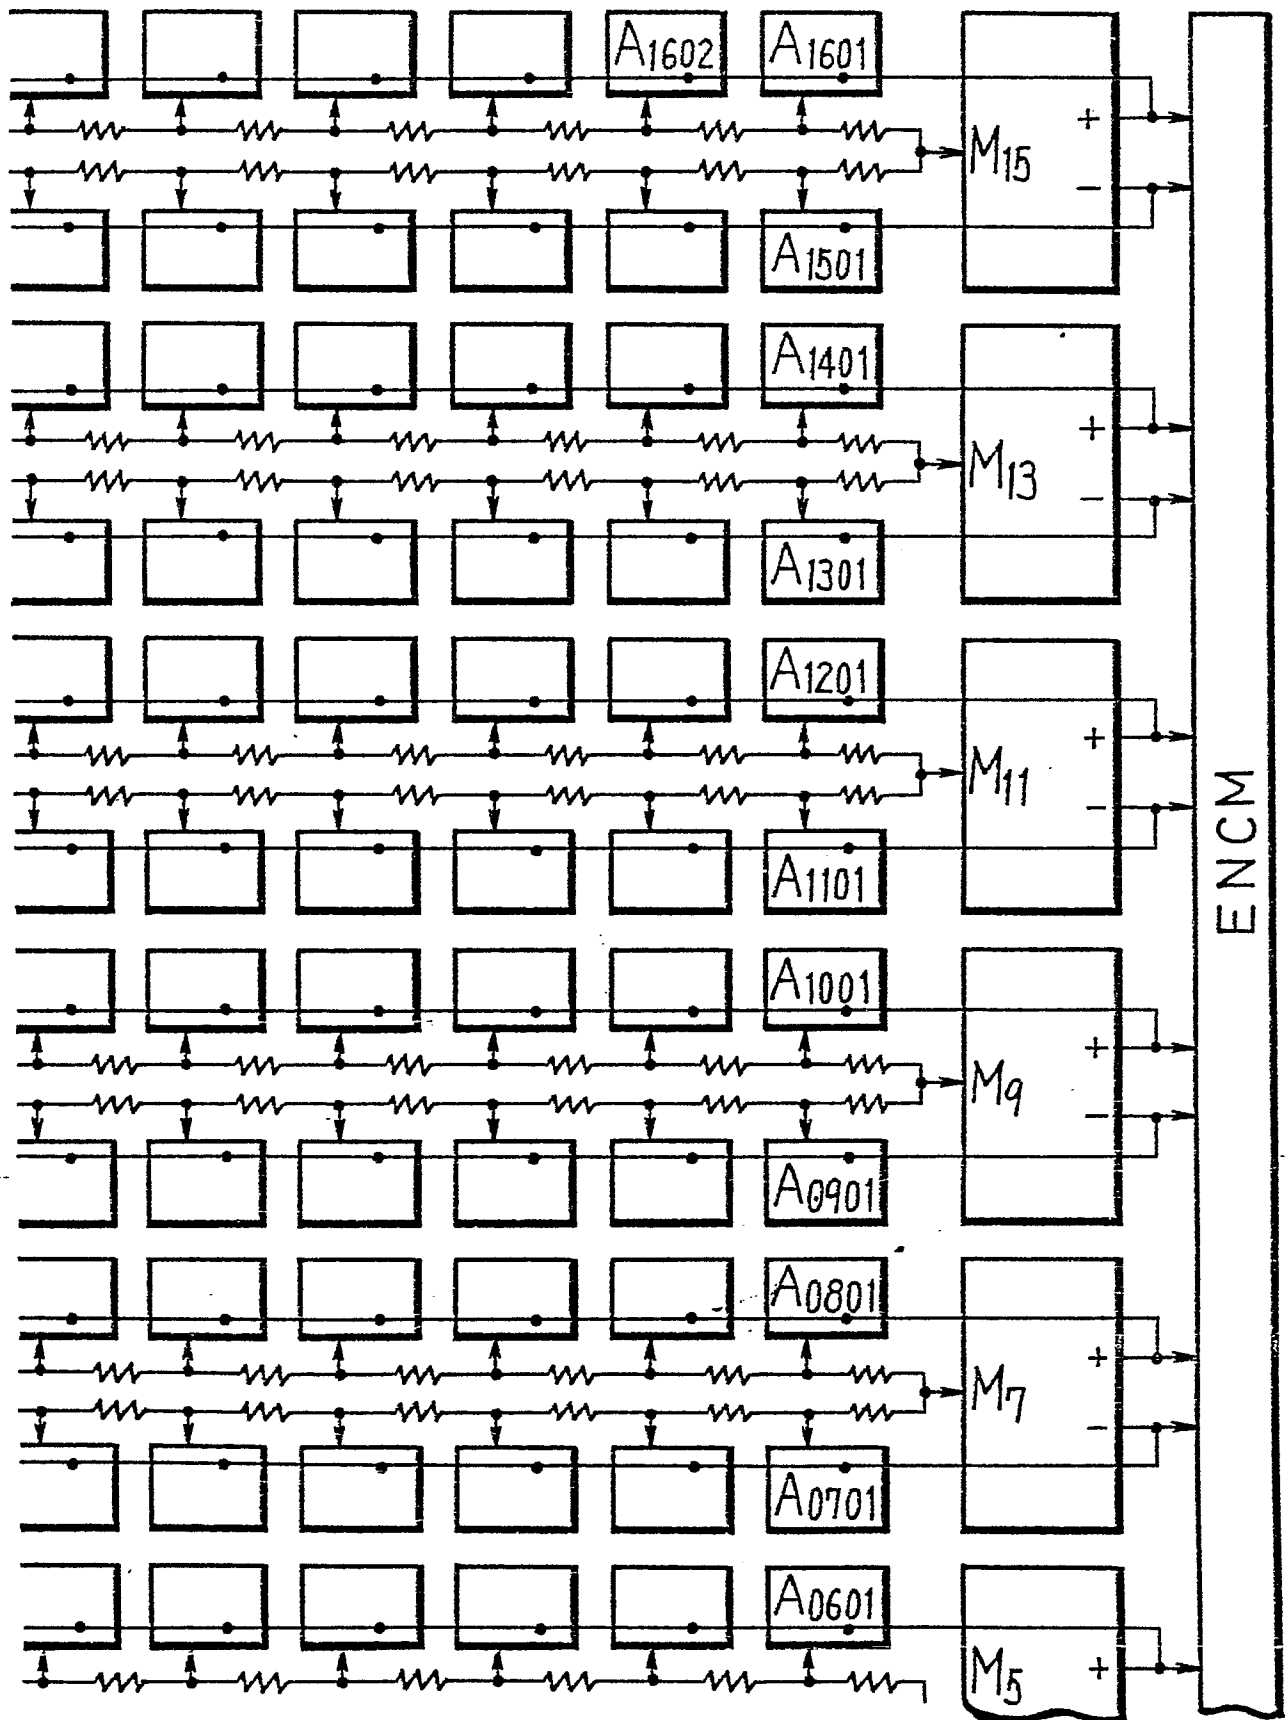 A1602 A1601
+
M15
−
A1501
A1401
+
M13
−
A1301
A1201
+
M11
−
A1101
ENCM
A1001
+
M9
−
A0901
A0801
+
M7
−
A0701
A0601
M5 +